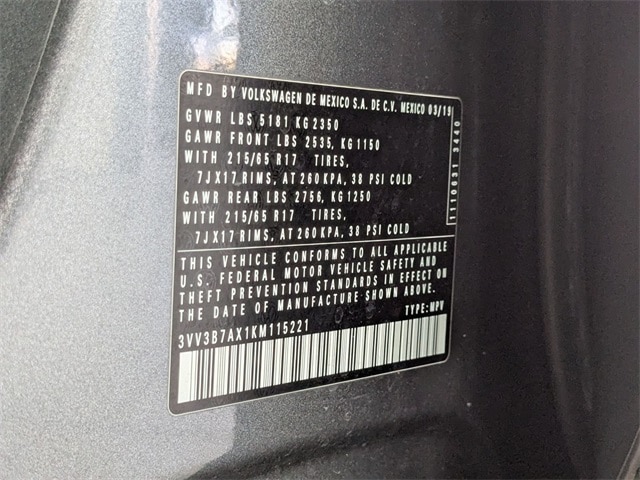 MFD BY VOLKSWAGEN DE MEXICO S.A. DE C.V. MEXICO 03/19
GVWR LBS 5181 KG 2350
GAWR FRONT LBS 2535, KG 1150
WITH 215/65 R17 TIRES,
7JX17 RIMS, AT 260 KPA, 38 PSI COLD
GAWR REAR LBS 2756, KG 1250
WITH 215/65 R17 TIRES,
7JX17 RIMS, AT 260 KPA, 38 PSI COLD
THIS VEHICLE CONFORMS TO ALL APPLICABLE
U.S. FEDERAL MOTOR VEHICLE SAFETY AND
THEFT PREVENTION STANDARDS IN EFFECT ON
THE DATE OF MANUFACTURE SHOWN ABOVE.
3VV3B7AX1KM115221 TYPE: MPV
1110631 3440